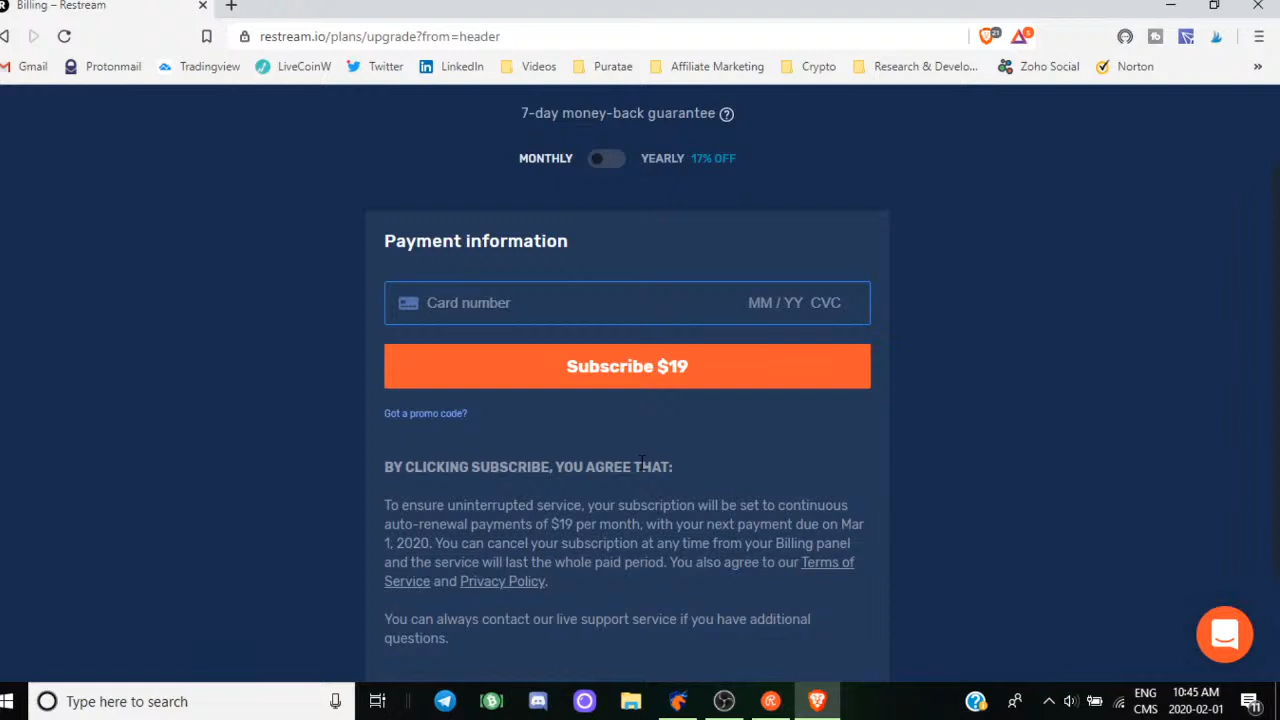 Billing – Restream
restream.io/plans/upgrade?from=header
21
5
Gmail
Protonmail
Tradingview
LiveCoinW
Twitter
LinkedIn
Videos
Puratae
Affiliate Marketing
Crypto
Research & Develo...
Zoho Social
Norton
»
7-day money-back guarantee ?
MONTHLY YEARLY 17% OFF
Payment information
Card number MM / YY CVC
Subscribe $19
Got a promo code?
BY CLICKING SUBSCRIBE, YOU AGREE THAT:
To ensure uninterrupted service, your subscription will be set to continuous
auto-renewal payments of $19 per month, with your next payment due on Mar
1, 2020. You can cancel your subscription at any time from your Billing panel
and the service will last the whole paid period. You also agree to our Terms of
Service and Privacy Policy.
You can always contact our live support service if you have additional
questions.
Type here to search
ENG
CMS
10:45 AM
2020-02-01
11